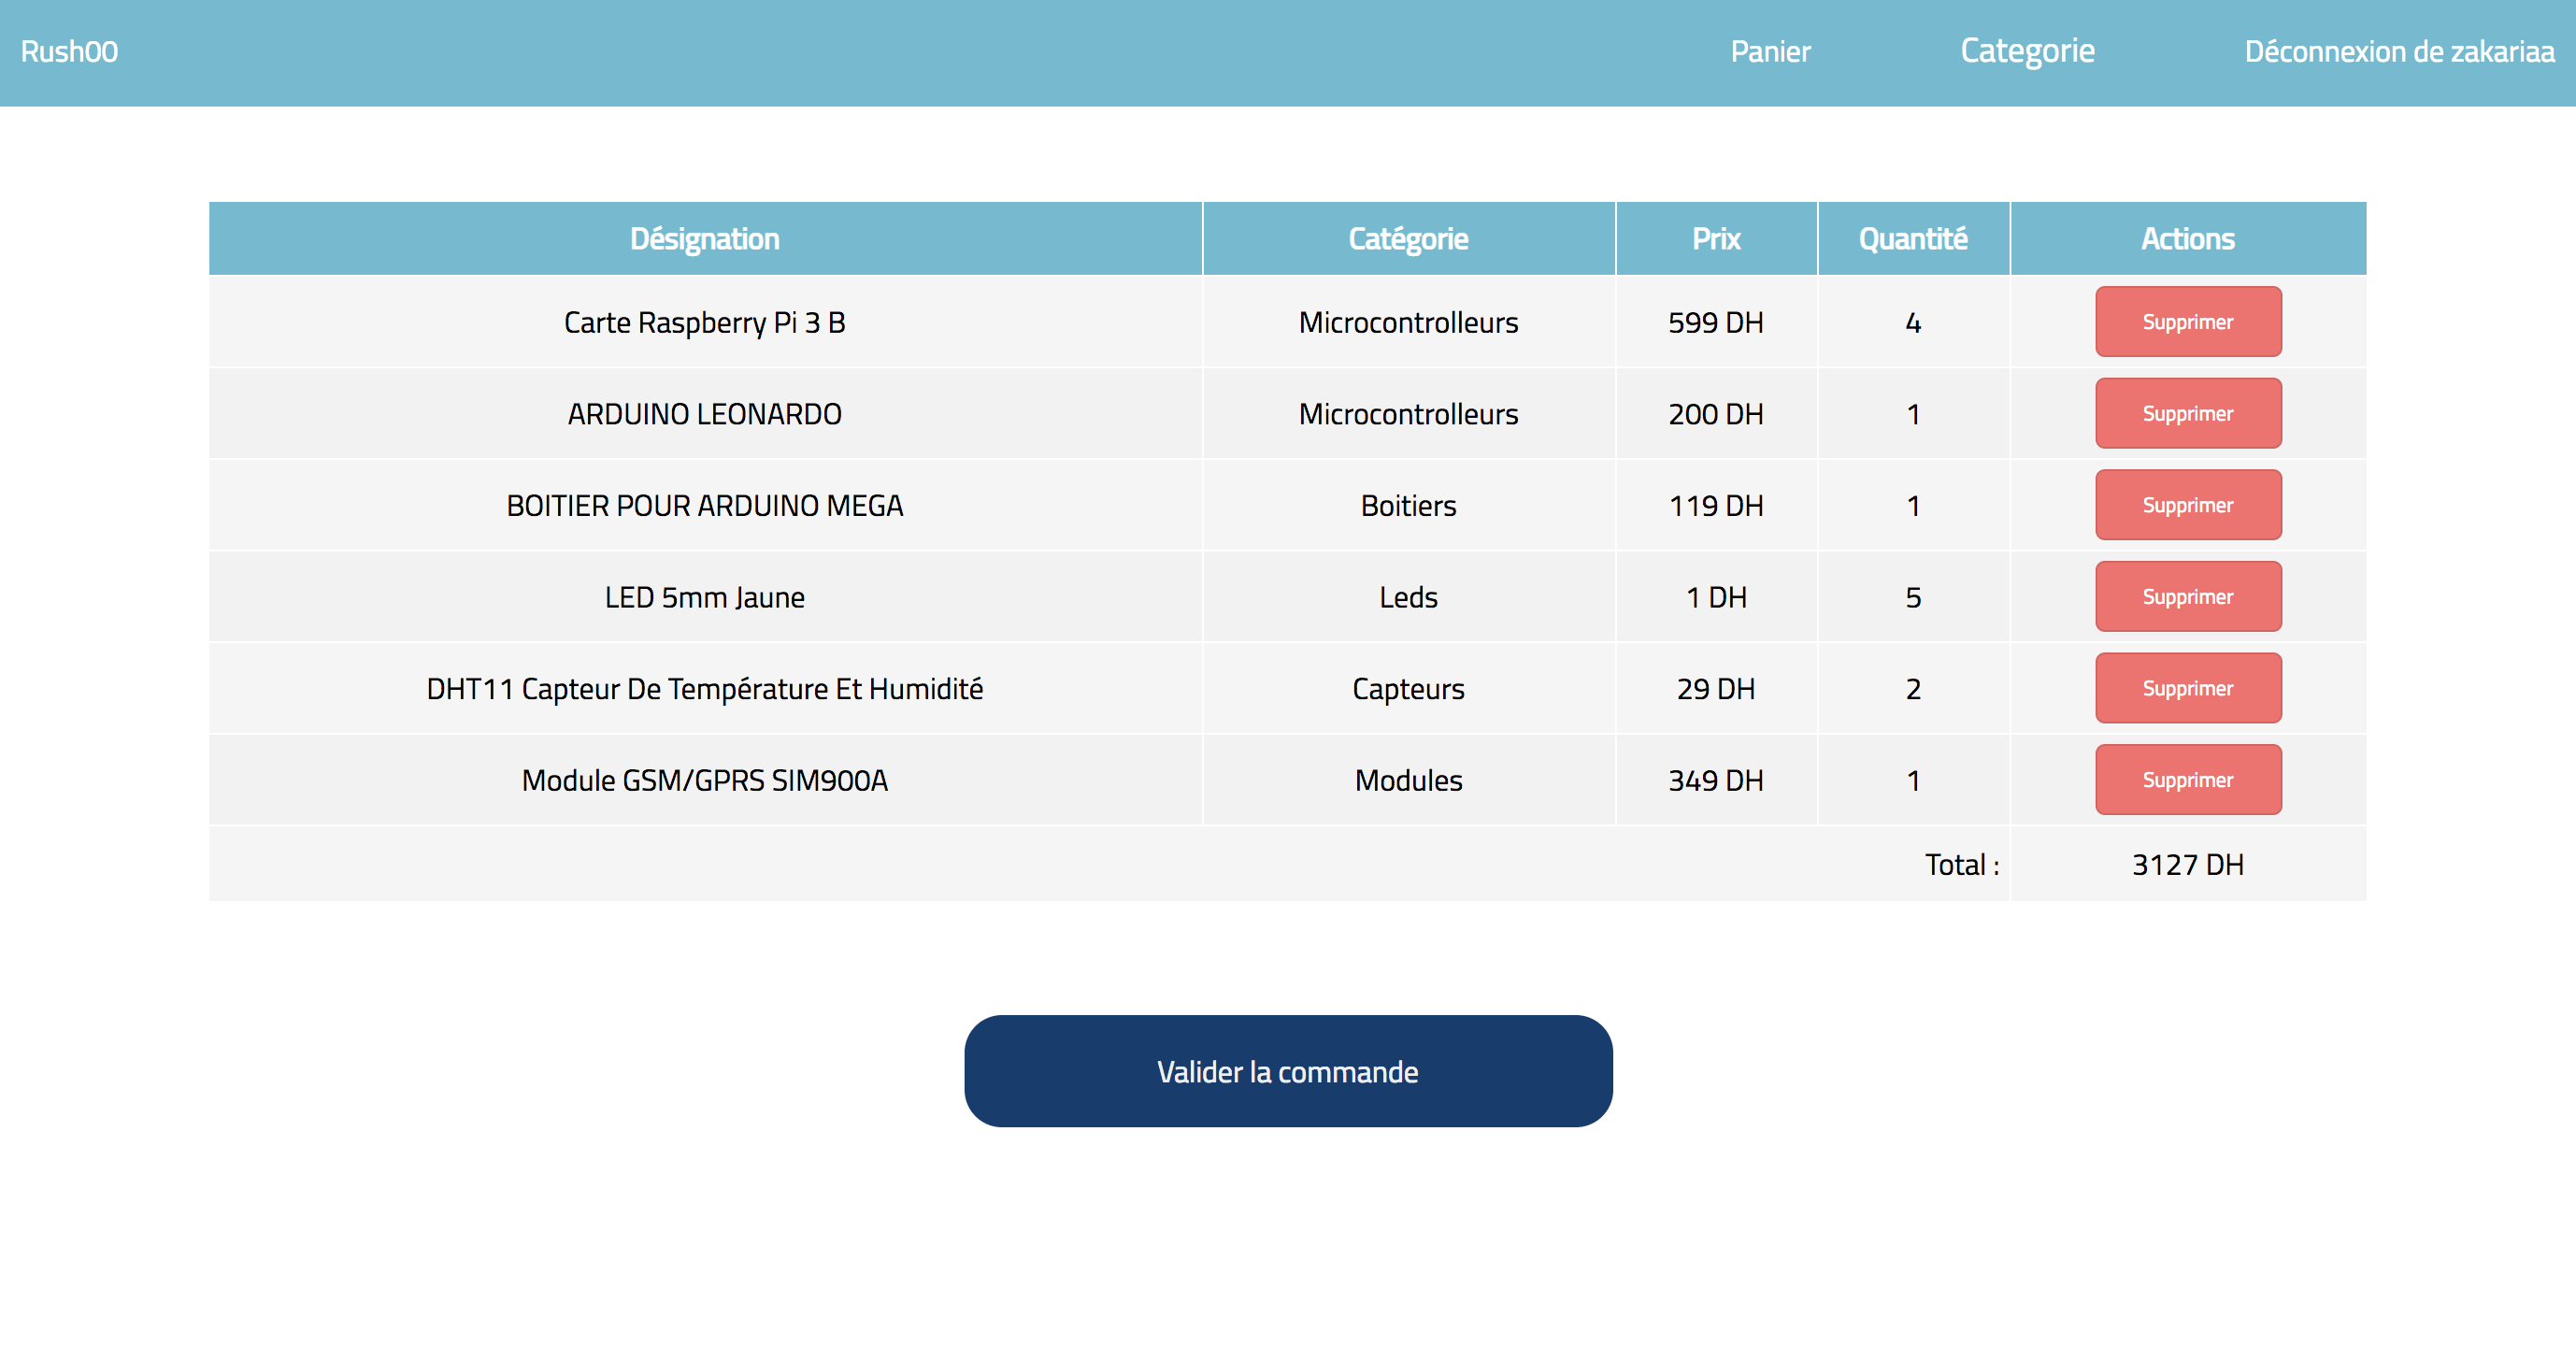 Rush00 Panier Categorie Déconnexion de zakariaa
Désignation Catégorie Prix Quantité Actions
Carte Raspberry Pi 3 B Microcontrolleurs 599 DH 4 Supprimer
ARDUINO LEONARDO Microcontrolleurs 200 DH 1 Supprimer
BOITIER POUR ARDUINO MEGA Boitiers 119 DH 1 Supprimer
LED 5mm Jaune Leds 1 DH 5 Supprimer
DHT11 Capteur De Température Et Humidité Capteurs 29 DH 2 Supprimer
Module GSM/GPRS SIM900A Modules 349 DH 1 Supprimer
Total : 3127 DH
Valider la commande